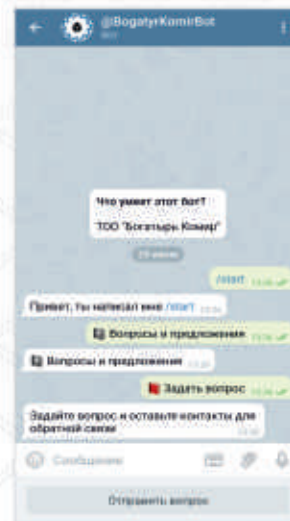 @BogatyrKomirBot
Что умеет этот бот?
ТОО "Богатырь Комир"
/start
Привет, ты написал мне /start
Вопросы и предложения
Вопросы и предложения
Задать вопрос
Задайте вопрос и оставьте контакты для
обратной связи
Сообщение
Отправить вопрос